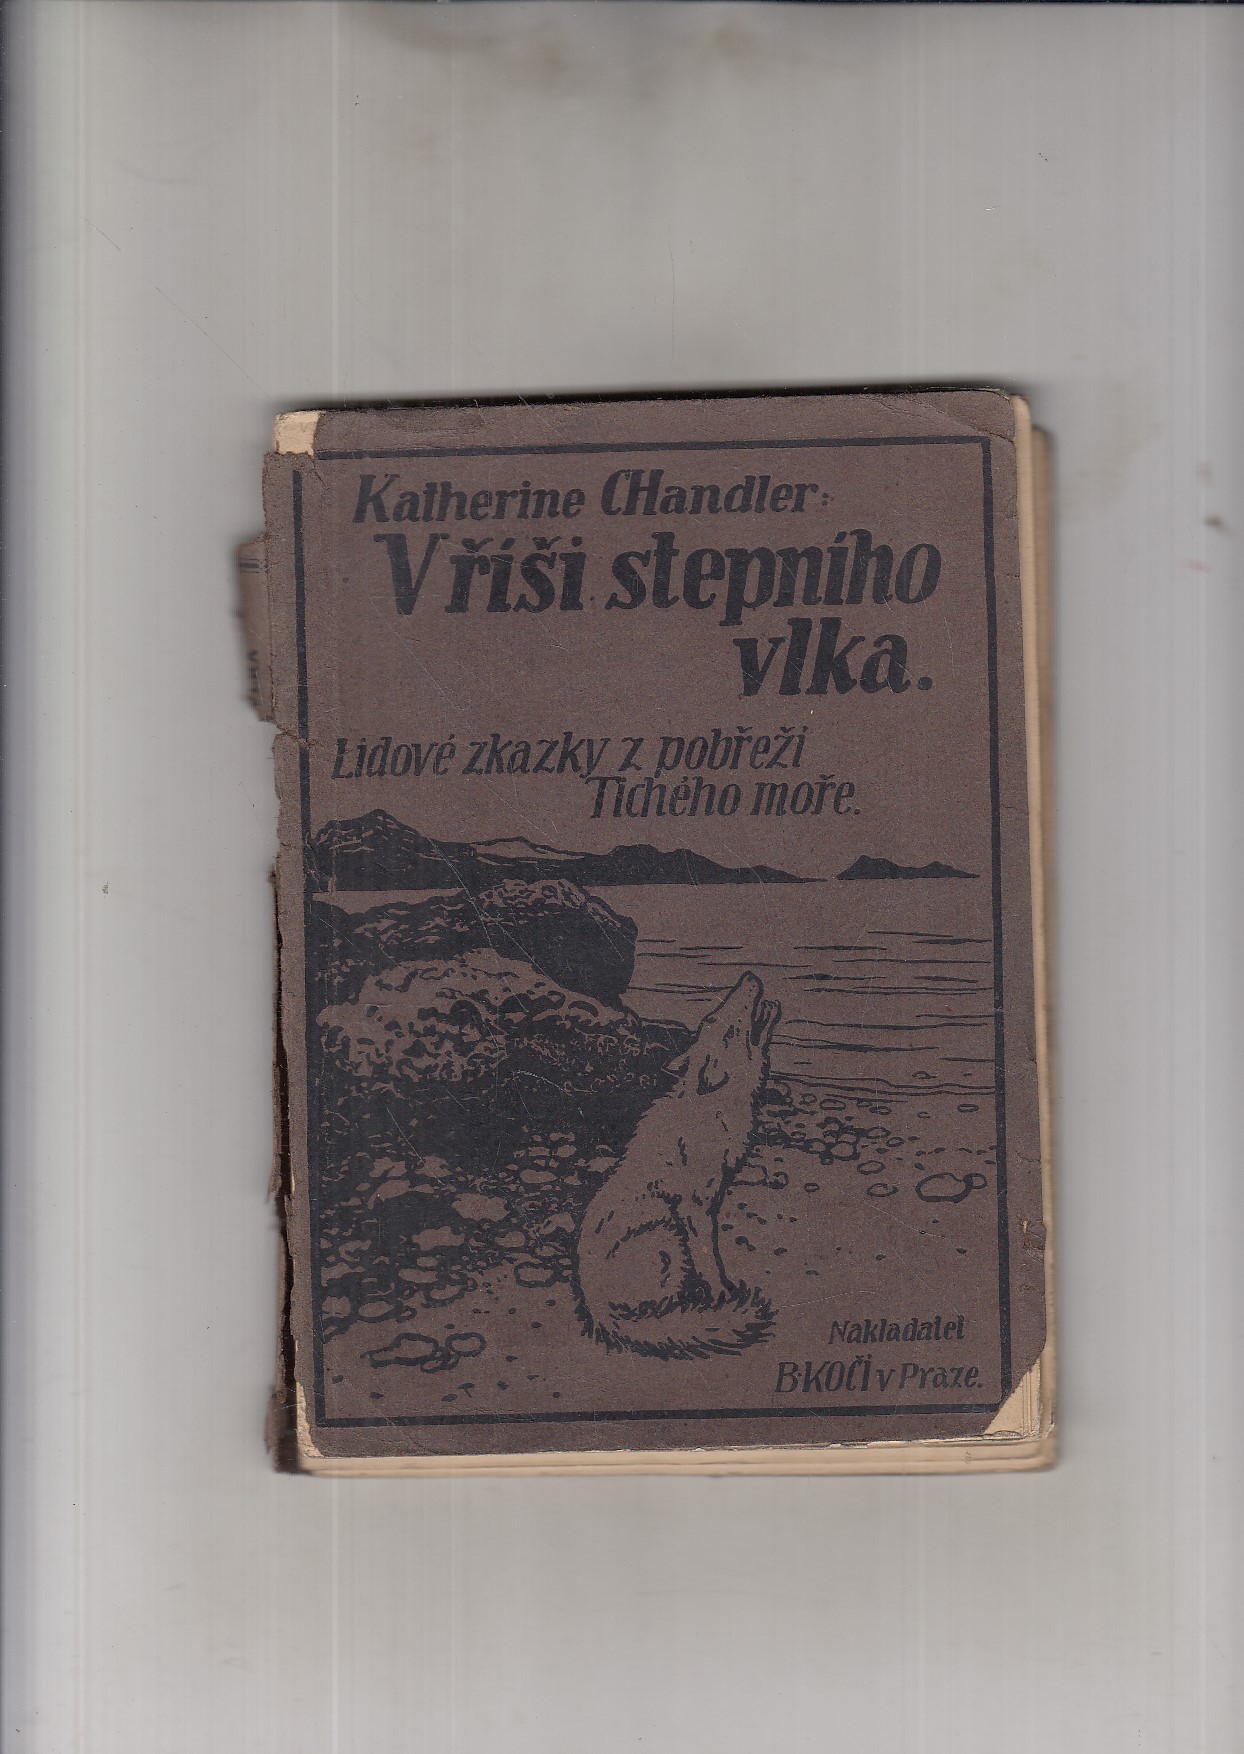 Katherine CHandler:
V říši stepního
vlka.
Lidové zkazky z pobřeží
Tichého moře.
Nakladatel
B. KOČÍ v Praze.